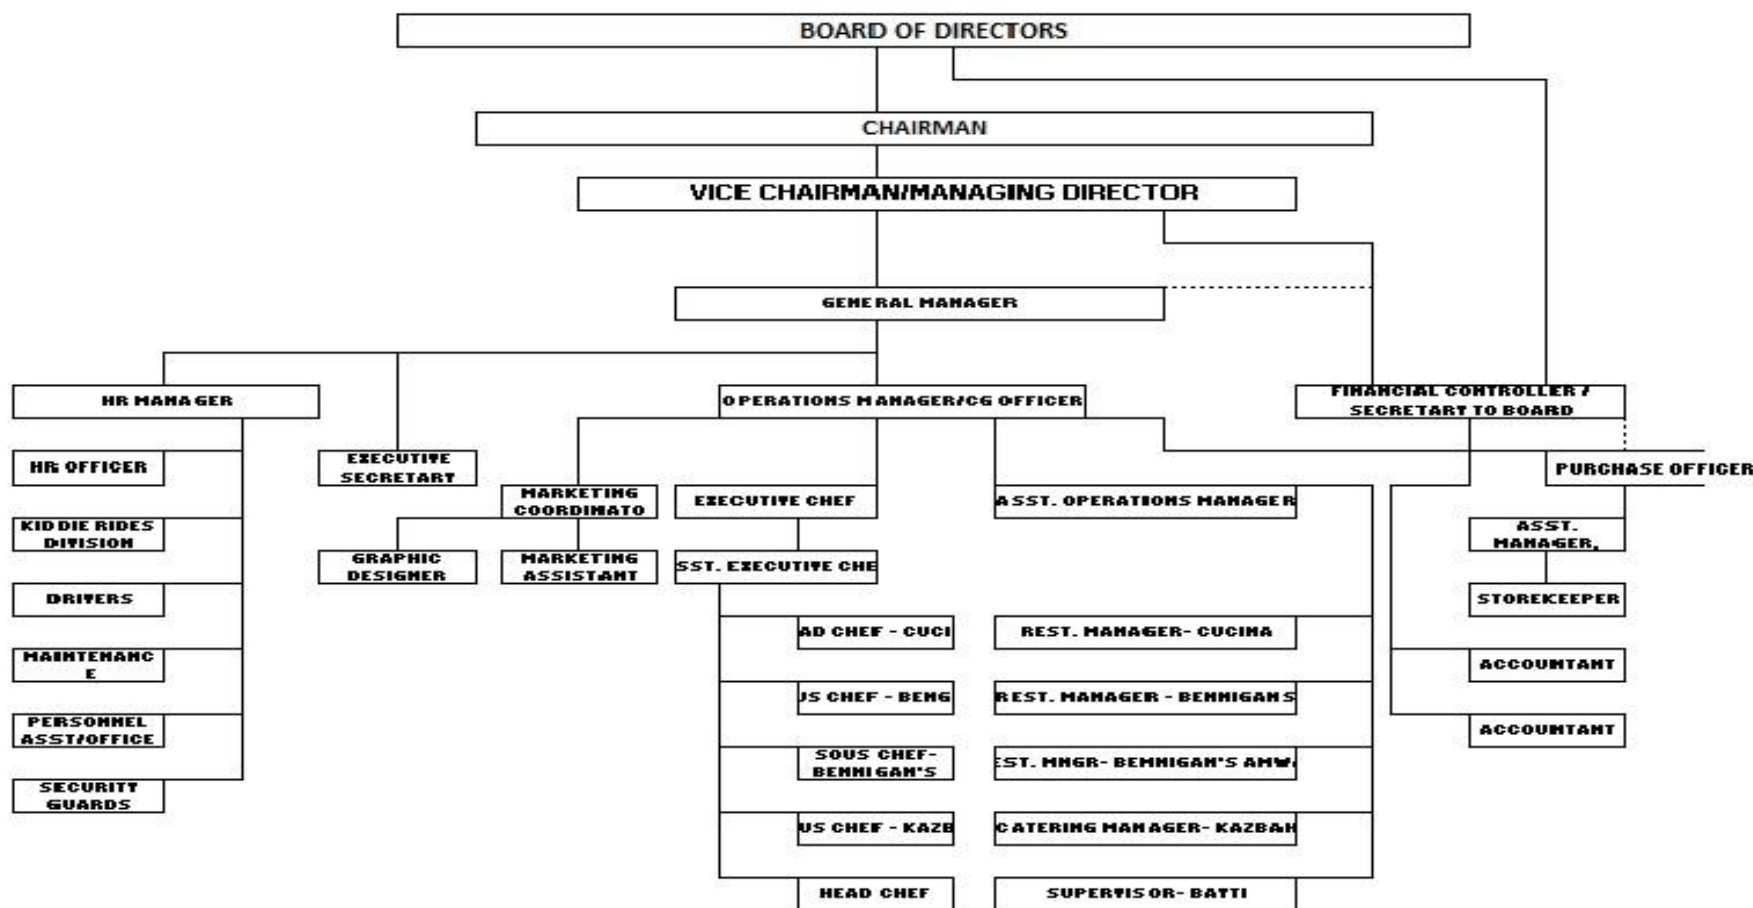 BOARD OF DIRECTORS
CHAIRMAN
VICE CHAIRMAN/MANAGING DIRECTOR
GENERAL MANAGER
HR MANAGER
OPERATIONS MANAGER/CG OFFICER
FINANCIAL CONTROLLER /
SECRETARY TO BOARD
HR OFFICER
EXECUTIVE
SECRETARY
PURCHASE OFFICER
MARKETING
COORDINATO
EXECUTIVE CHEF
ASST. OPERATIONS MANAGER
KIDDIE RIDES
DIVISION
ASST.
MANAGER,
GRAPHIC
DESIGNER
MARKETING
ASSISTANT
SST. EXECUTIVE CHE
DRIVERS
STOREKEEPER
AD CHEF - CUCI
REST. MANAGER- CUCINA
MAINTENANC
E
ACCOUNTANT
US CHEF - BENG
REST. MANAGER - BENNIGANS
PERSONNEL
ASST/OFFICE
ACCOUNTANT
SOUS CHEF-
BENNIGAN'S
EST. MNGR- BENNIGAN'S AMWA
SECURITY
GUARDS
US CHEF - KAZB
CATERING MANAGER- KAZBAH
HEAD CHEF
SUPERVISOR- BATTI